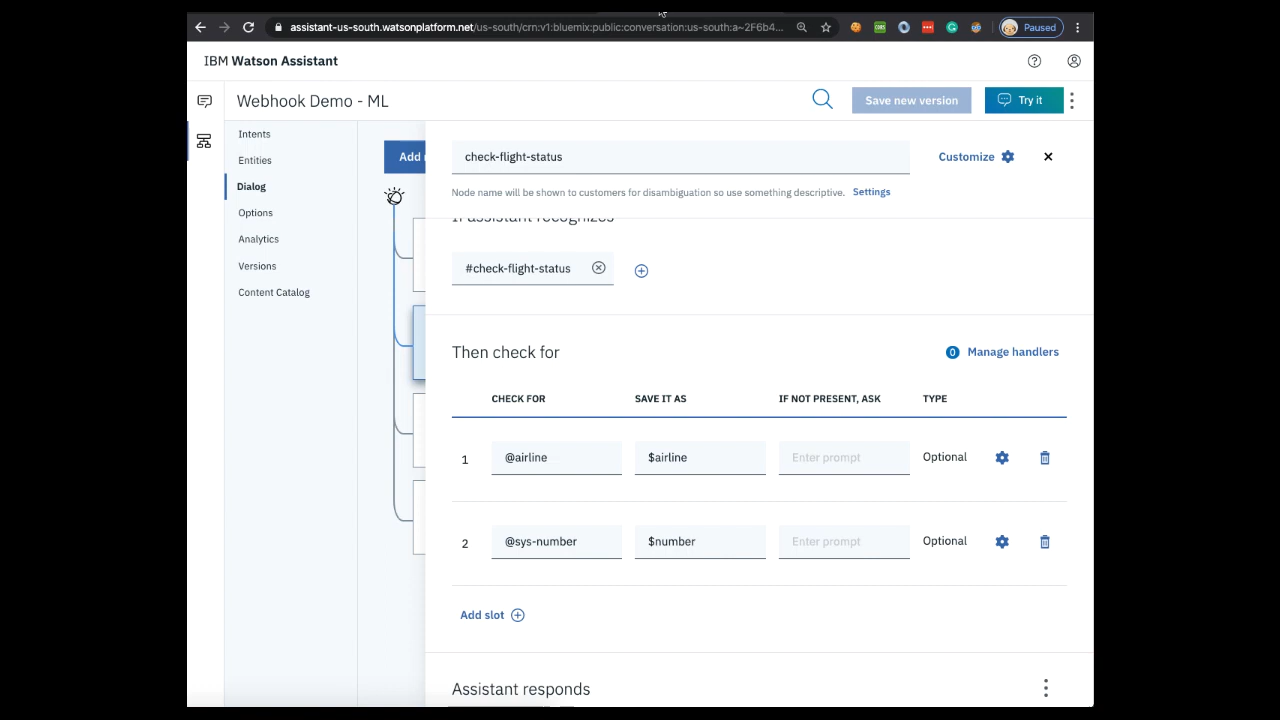 assistant-us-south.watsonplatform.net/us-south/crn:v1:bluemix:public:conversation:us-south:a~2F6b4...
Paused
IBM Watson Assistant
Webhook Demo - ML
Save new version
Try it
Intents
Entities
Dialog
Options
Analytics
Versions
Content Catalog
Add
check-flight-status
Customize
Node name will be shown to customers for disambiguation so use something descriptive. Settings
If assistant recognizes
#check-flight-status
Then check for
0 Manage handlers
CHECK FOR SAVE IT AS IF NOT PRESENT, ASK TYPE
1 @airline $airline Enter prompt Optional
2 @sys-number $number Enter prompt Optional
Add slot
Assistant responds